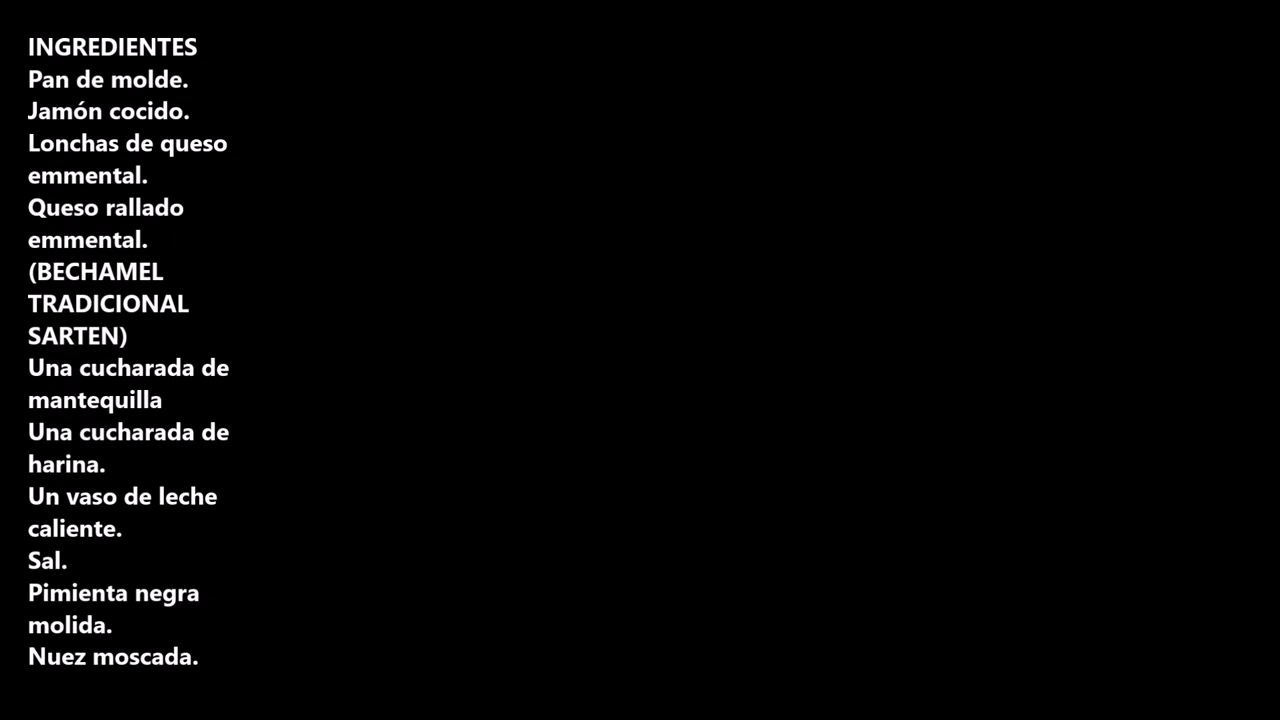 INGREDIENTES
Pan de molde.
Jamón cocido.
Lonchas de queso
emmental.
Queso rallado
emmental.
(BECHAMEL
TRADICIONAL
SARTEN)
Una cucharada de
mantequilla
Una cucharada de
harina.
Un vaso de leche
caliente.
Sal.
Pimienta negra
molida.
Nuez moscada.